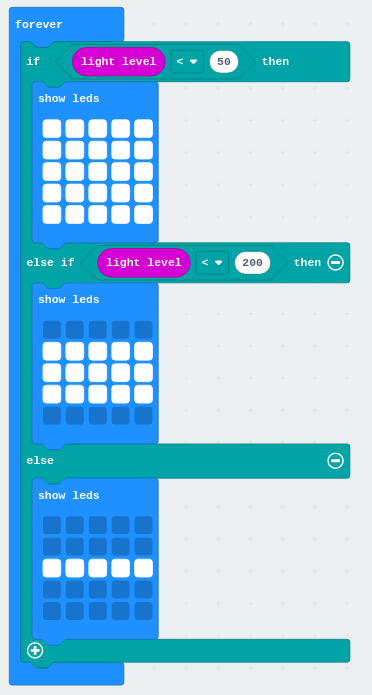 forever
if light level < 50 then
show leds
else if light level < 200 then
show leds
else
show leds